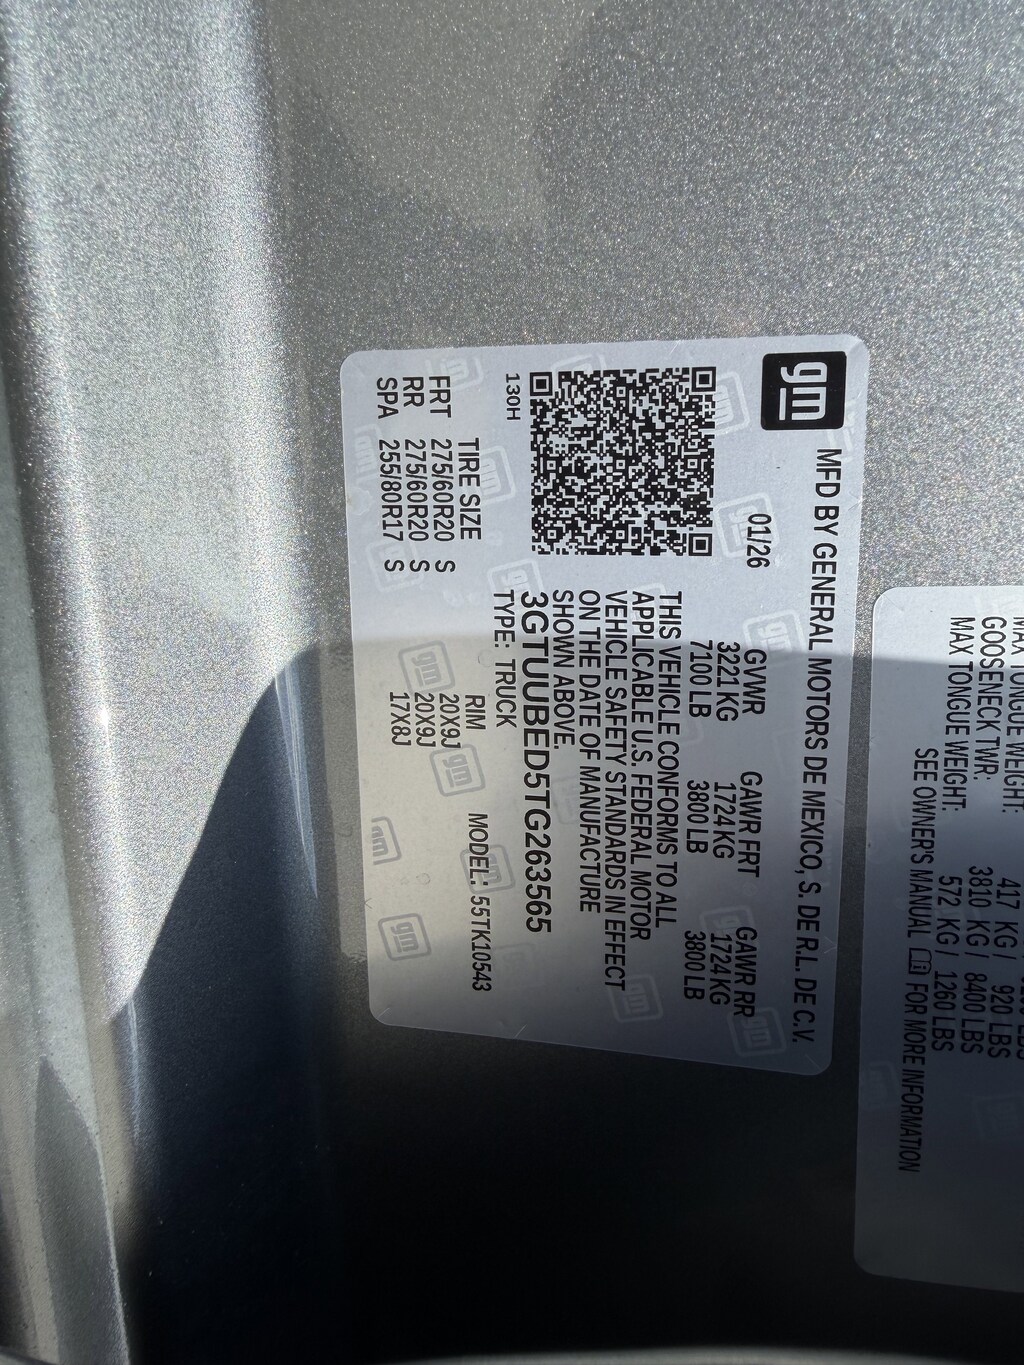 gm
MFD BY GENERAL MOTORS DE MEXICO, S. DE R.L. DE C.V.
01/26
GVWR GAWR FRT GAWR RR
3221 KG 1724 KG 1724 KG
7100 LB 3800 LB 3800 LB
THIS VEHICLE CONFORMS TO ALL
APPLICABLE U.S. FEDERAL MOTOR
VEHICLE SAFETY STANDARDS IN EFFECT
ON THE DATE OF MANUFACTURE
SHOWN ABOVE.
3GTUUBED5TG263565
TYPE: TRUCK
130H
TIRE SIZE RIM MODEL: 55TK10543
FRT 275/60R20 S 20X9J
RR 275/60R20 S 20X9J
SPA 255/80R17 S 17X8J
MAX TONGUE WEIGHT: 417 KG / 920 LBS
GOOSENECK TWR: 3810 KG / 8400 LBS
MAX TONGUE WEIGHT: 572 KG / 1260 LBS
SEE OWNER'S MANUAL FOR MORE INFORMATION